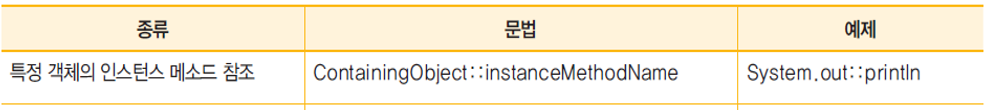 종류 문법 예제
특정 객체의 인스턴스 메소드 참조 ContainingObject::instanceMethodName System.out::println